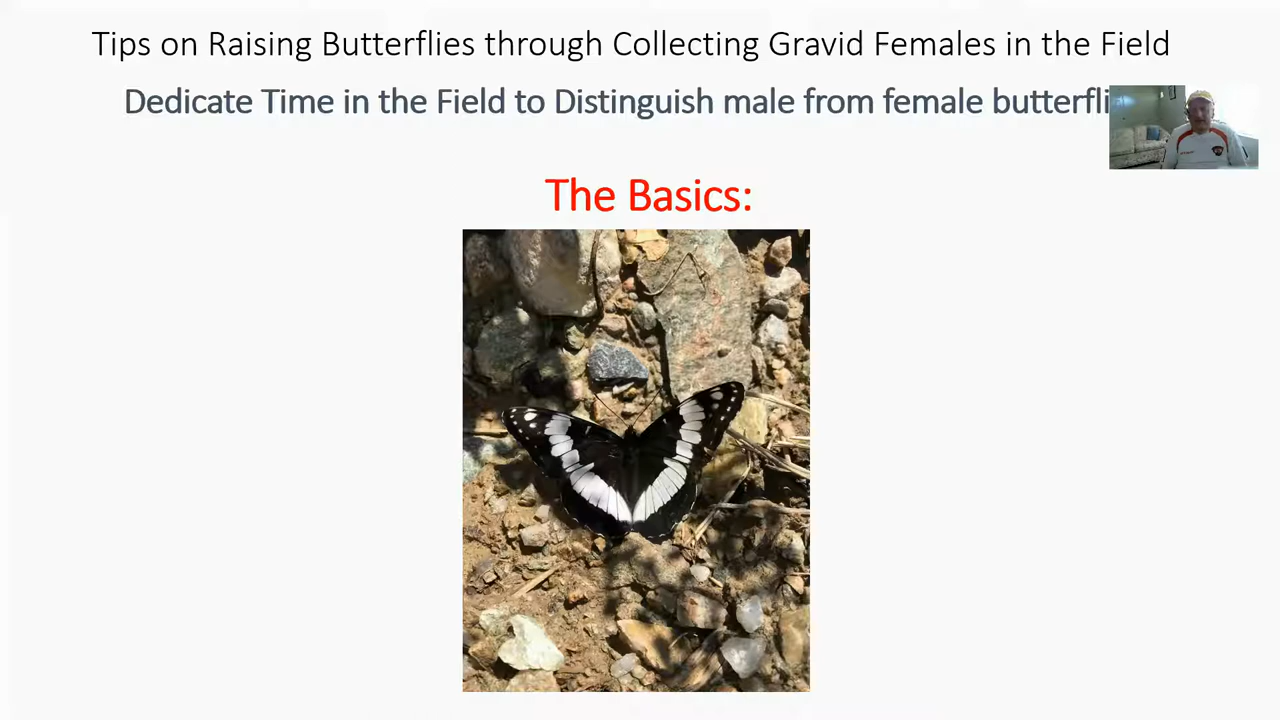 Tips on Raising Butterflies through Collecting Gravid Females in the Field
Dedicate Time in the Field to Distinguish male from female butterfli
The Basics: